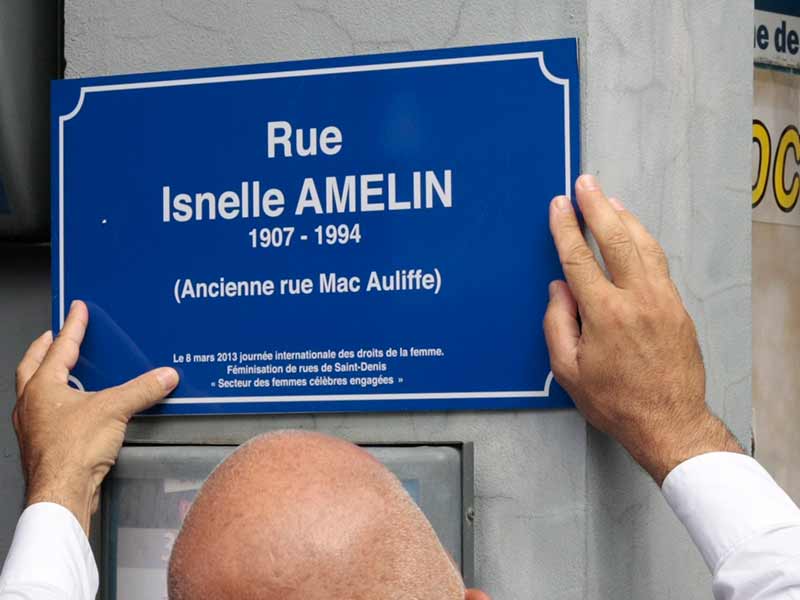 Rue
Isnelle AMELIN
1907 - 1994
(Ancienne rue Mac Auliffe)
Le 8 mars 2013 journée internationale des droits de la femme.
Féminisation de rues de Saint-Denis
« Secteur des femmes célèbres engagées »
de